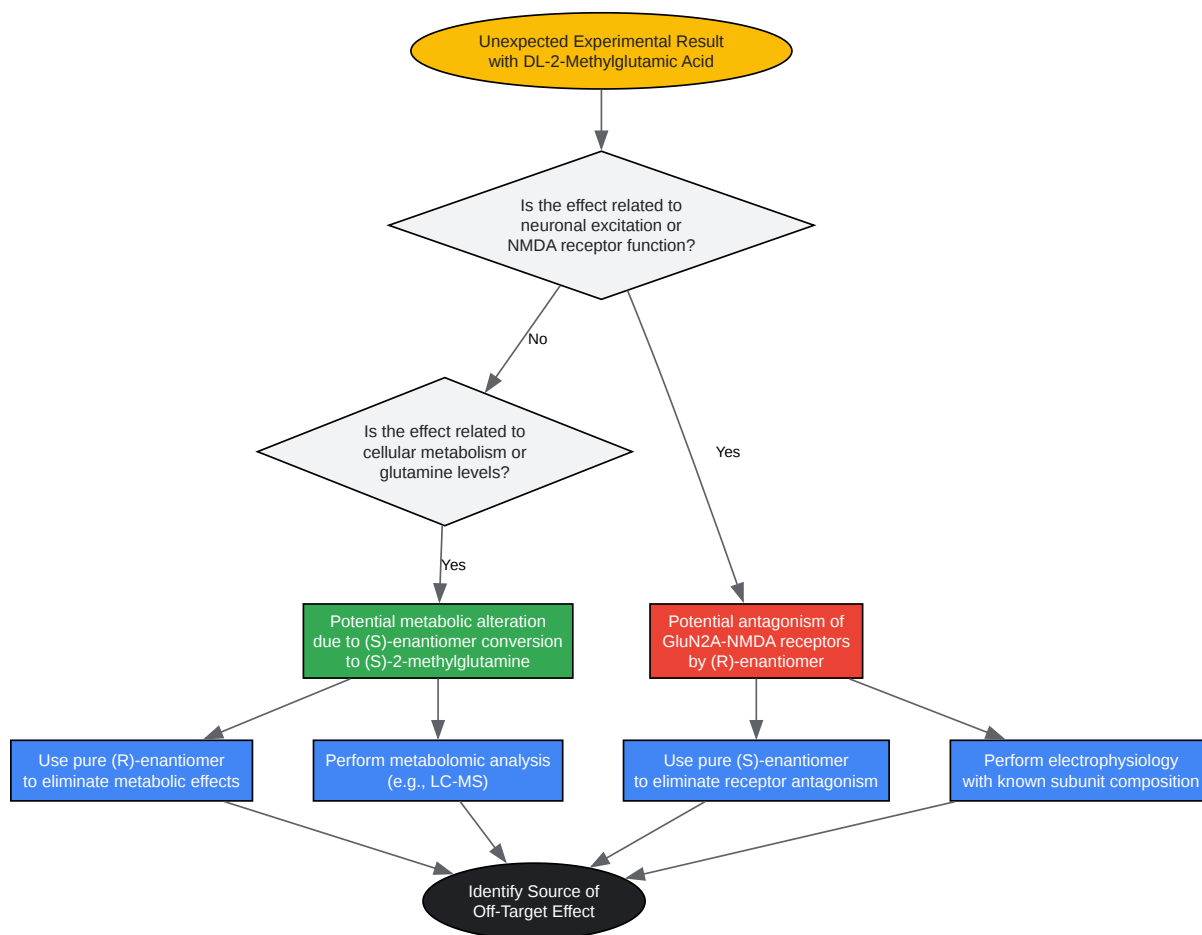 Unexpected Experimental Result
with DL-2-Methylglutamic Acid
Is the effect related to
neuronal excitation or
NMDA receptor function?
No
Is the effect related to
cellular metabolism or
glutamine levels?
Yes
Yes
Potential metabolic alteration
due to (S)-enantiomer conversion
to (S)-2-methylglutamine
Potential antagonism of
GluN2A-NMDA receptors
by (R)-enantiomer
Use pure (R)-enantiomer
to eliminate metabolic effects
Perform metabolomic analysis
(e.g., LC-MS)
Use pure (S)-enantiomer
to eliminate receptor antagonism
Perform electrophysiology
with known subunit composition
Identify Source of
Off-Target Effect